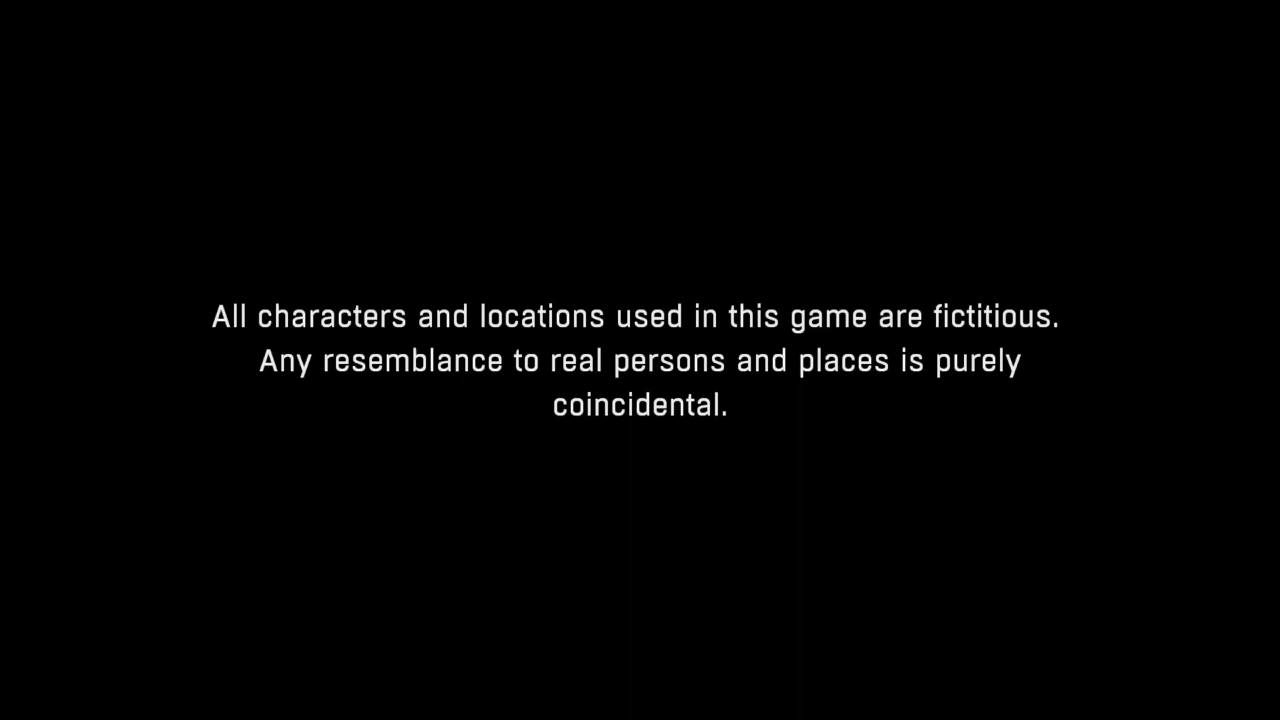 All characters and locations used in this game are fictitious.
Any resemblance to real persons and places is purely
coincidental.